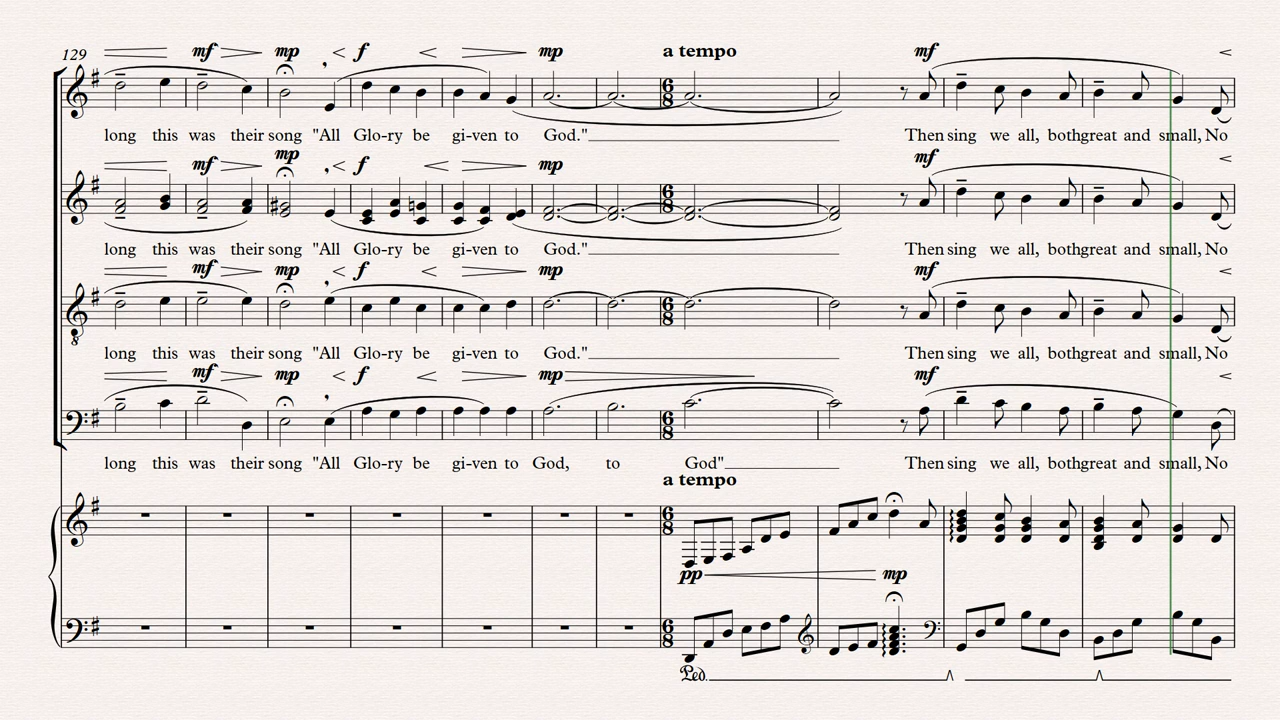 129
mf mp f mp a tempo mf
long this was their song "All Glo-ry be gi-ven to God." Then sing we all, both great and small, No
mf mp f mp mf
long this was their song "All Glo-ry be gi-ven to God." Then sing we all, both great and small, No
mf mp f mp mf
8
long this was their song "All Glo-ry be gi-ven to God." Then sing we all, both great and small, No
mf mp f mp mf
long this was their song "All Glo-ry be gi-ven to God, to God" Then sing we all, both great and small, No
a tempo
6 8
pp mp
6 8
Ped.